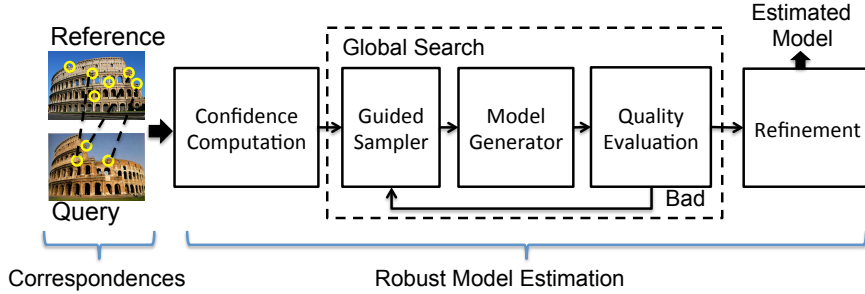 Reference
Query
Correspondences
Confidence
Computation
Global Search
Guided
Sampler
Model
Generator
Quality
Evaluation
Bad
Refinement
Estimated
Model
Robust Model Estimation